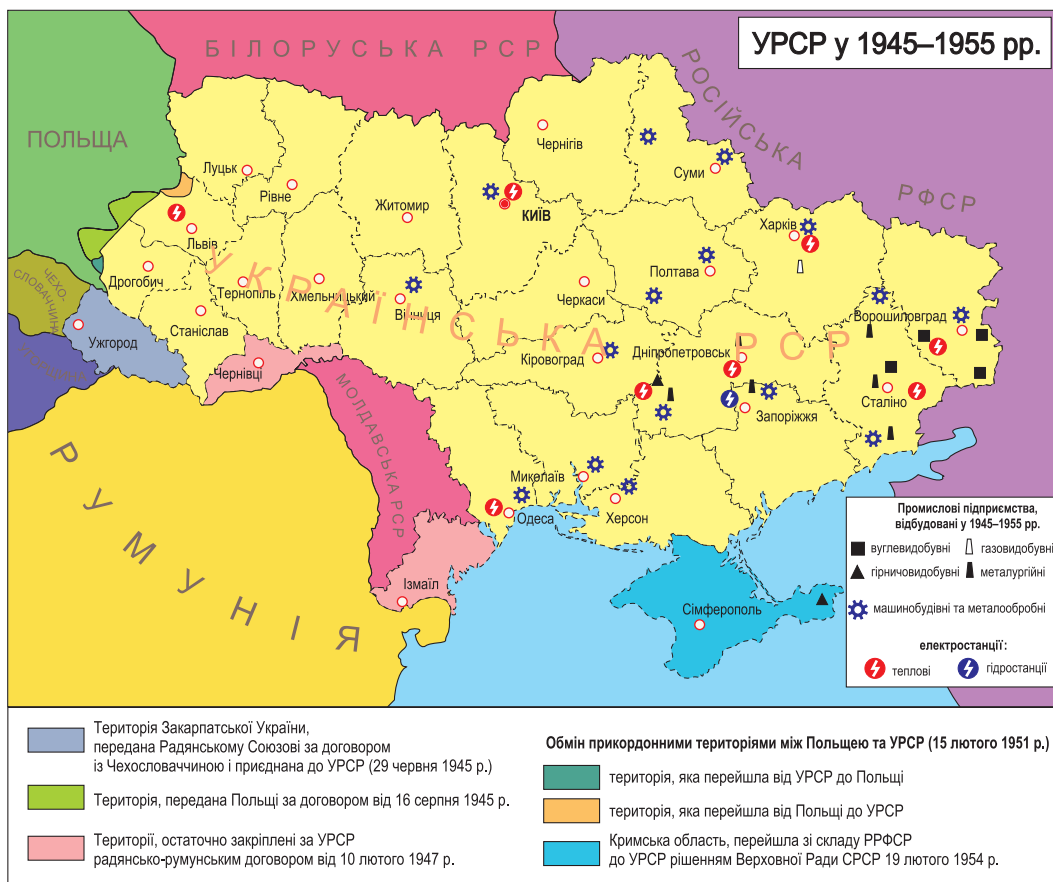 УРСР у 1945–1955 рр.
БІЛОРУСЬКА РСР
РОСІЙСЬКА
РФСР
ПОЛЬЩА
Чернігів
Луцьк
Рівне
Суми
Житомир
КИЇВ
Львів
Харків
Дрогобич
Тернопіль
Хмельницький
Вінниця
Полтава
Черкаси
УКРАЇНСЬКА РСР
ЧЕХО-
СЛОВАЧЧИНА
Станіслав
Ворошиловград
Ужгород
Чернівці
Кіровоград
Дніпропетровськ
Сталіно
Запоріжжя
МОЛДАВСЬКА РСР
РУМУНІЯ
Миколаїв
Одеса
Херсон
Ізмаїл
Сімферополь
Промислові підприємства,
відбудовані у 1945–1955 рр.
вуглевидобувні
газовидобувні
гірничовидобувні
металургійні
машинобудівні та металообробні
електростанції:
теплові
гідростанції
Територія Закарпатської України,
передана Радянському Союзові за договором
із Чехословаччиною і приєднана до УРСР (29 червня 1945 р.)
Територія, передана Польщі за договором від 16 серпня 1945 р.
Території, остаточно закріплені за УРСР
радянсько-румунським договором від 10 лютого 1947 р.
Обмін прикордонними територіями між Польщею та УРСР (15 лютого 1951 р.)
територія, яка перейшла від УРСР до Польщі
територія, яка перейшла від Польщі до УРСР
Кримська область, перейшла зі складу РРФСР
до УРСР рішенням Верховної Ради СРСР 19 лютого 1954 р.